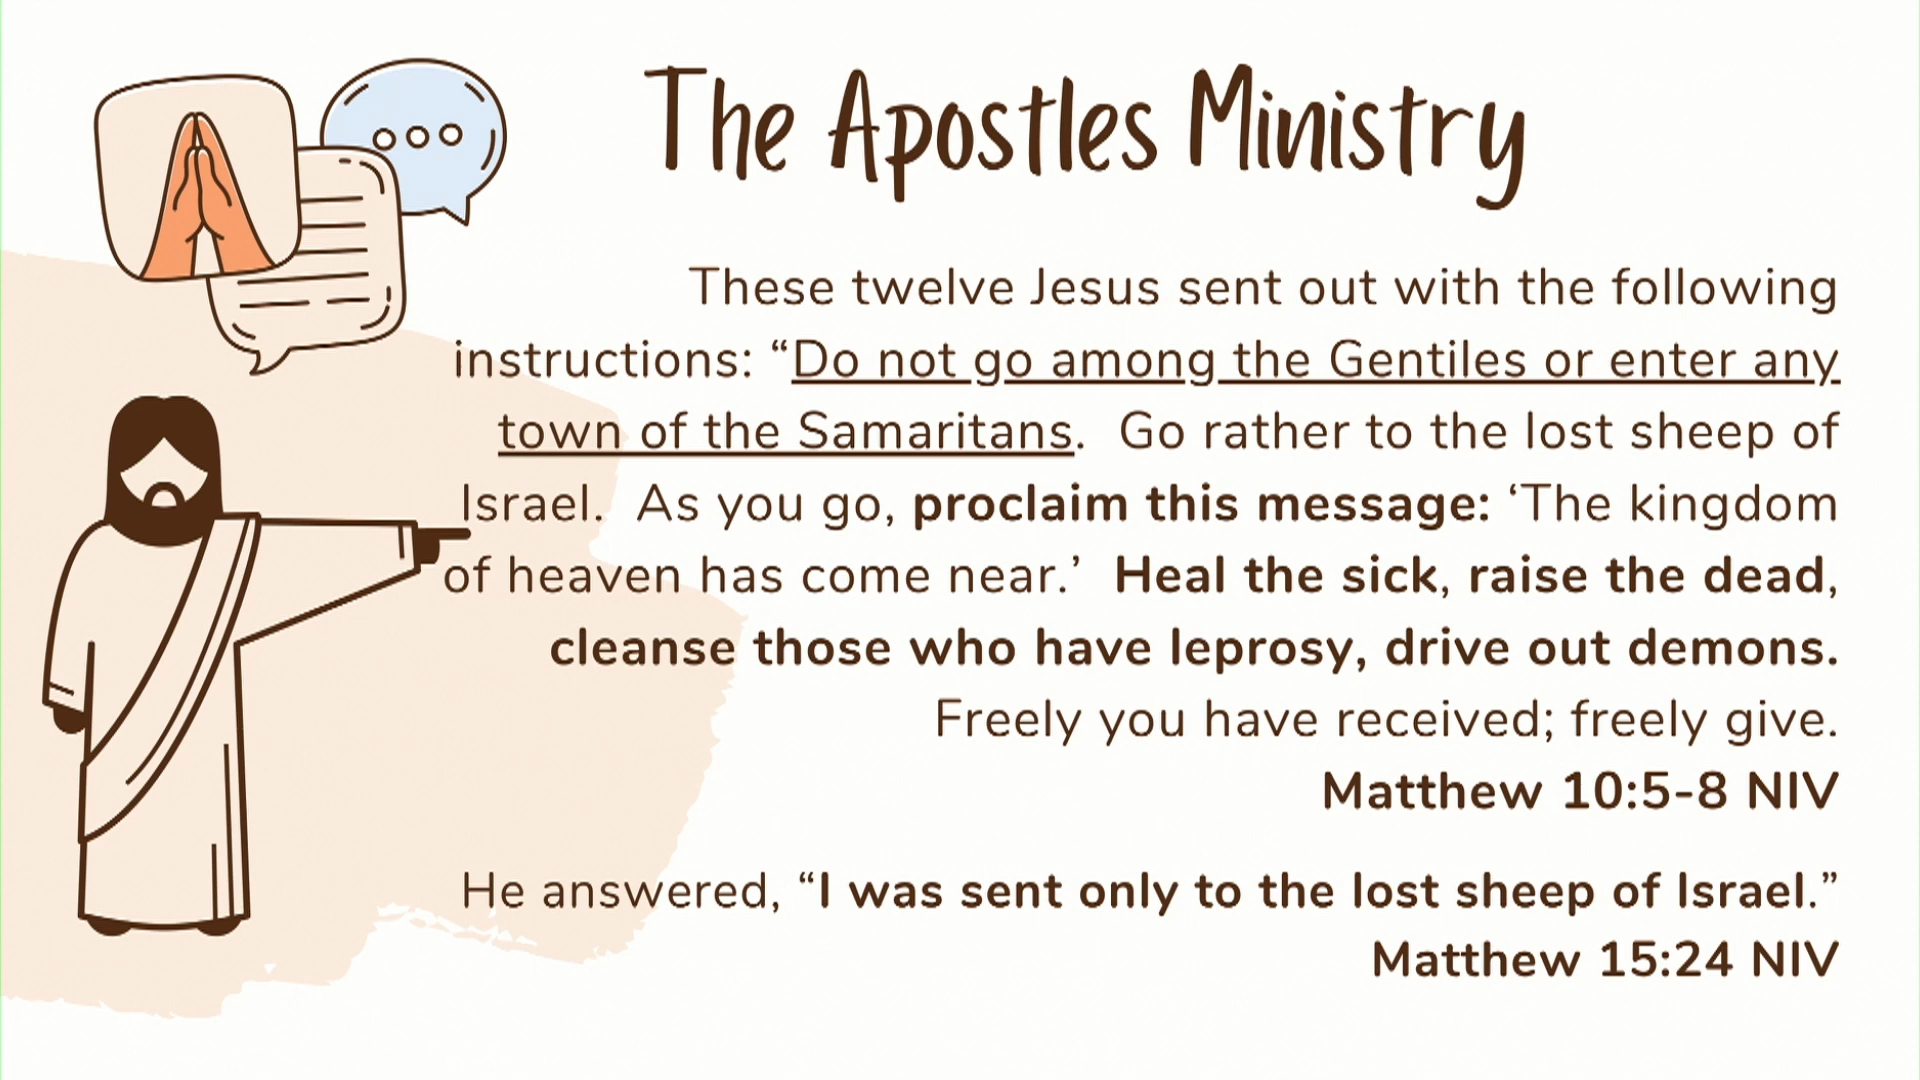 The Apostles Ministry
These twelve Jesus sent out with the following
instructions: “Do not go among the Gentiles or enter any
town of the Samaritans.  Go rather to the lost sheep of
Israel.  As you go, proclaim this message: ‘The kingdom
of heaven has come near.’  Heal the sick, raise the dead,
cleanse those who have leprosy, drive out demons.
Freely you have received; freely give.
Matthew 10:5-8 NIV
He answered, “I was sent only to the lost sheep of Israel.”
Matthew 15:24 NIV